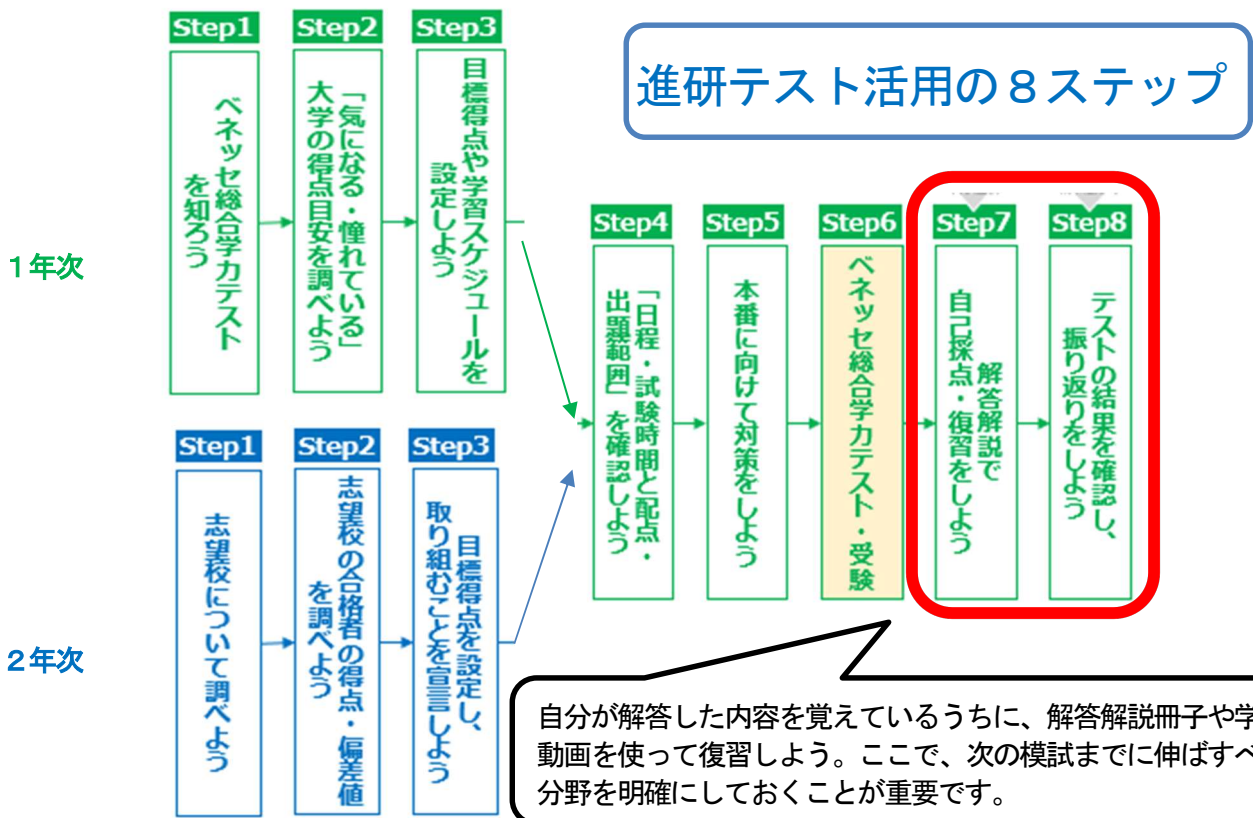 進研テスト活用の８ステップ
１年次
Step1
ベネッセ総合学力テスト
を知ろう
Step2
「気になる・憧れている」
大学の得点目安を調べよう
Step3
目標得点や学習スケジュールを
設定しよう
２年次
Step1
志望校について調べよう
Step2
志望校の合格者の得点・偏差値
を調べよう
Step3
目標得点を設定し、
取り組むことを宣言しよう
Step4
「日程・試験時間と配点・
出題範囲」を確認しよう
Step5
本番に向けて対策をしよう
Step6
ベネッセ総合学力テスト・受験
Step7
解答解説で
自己採点・復習をしよう
Step8
テストの結果を確認し、
振り返りをしよう
自分が解答した内容を覚えているうちに、解答解説冊子や学
動画を使って復習しよう。ここで、次の模試までに伸ばすべ
分野を明確にしておくことが重要です。